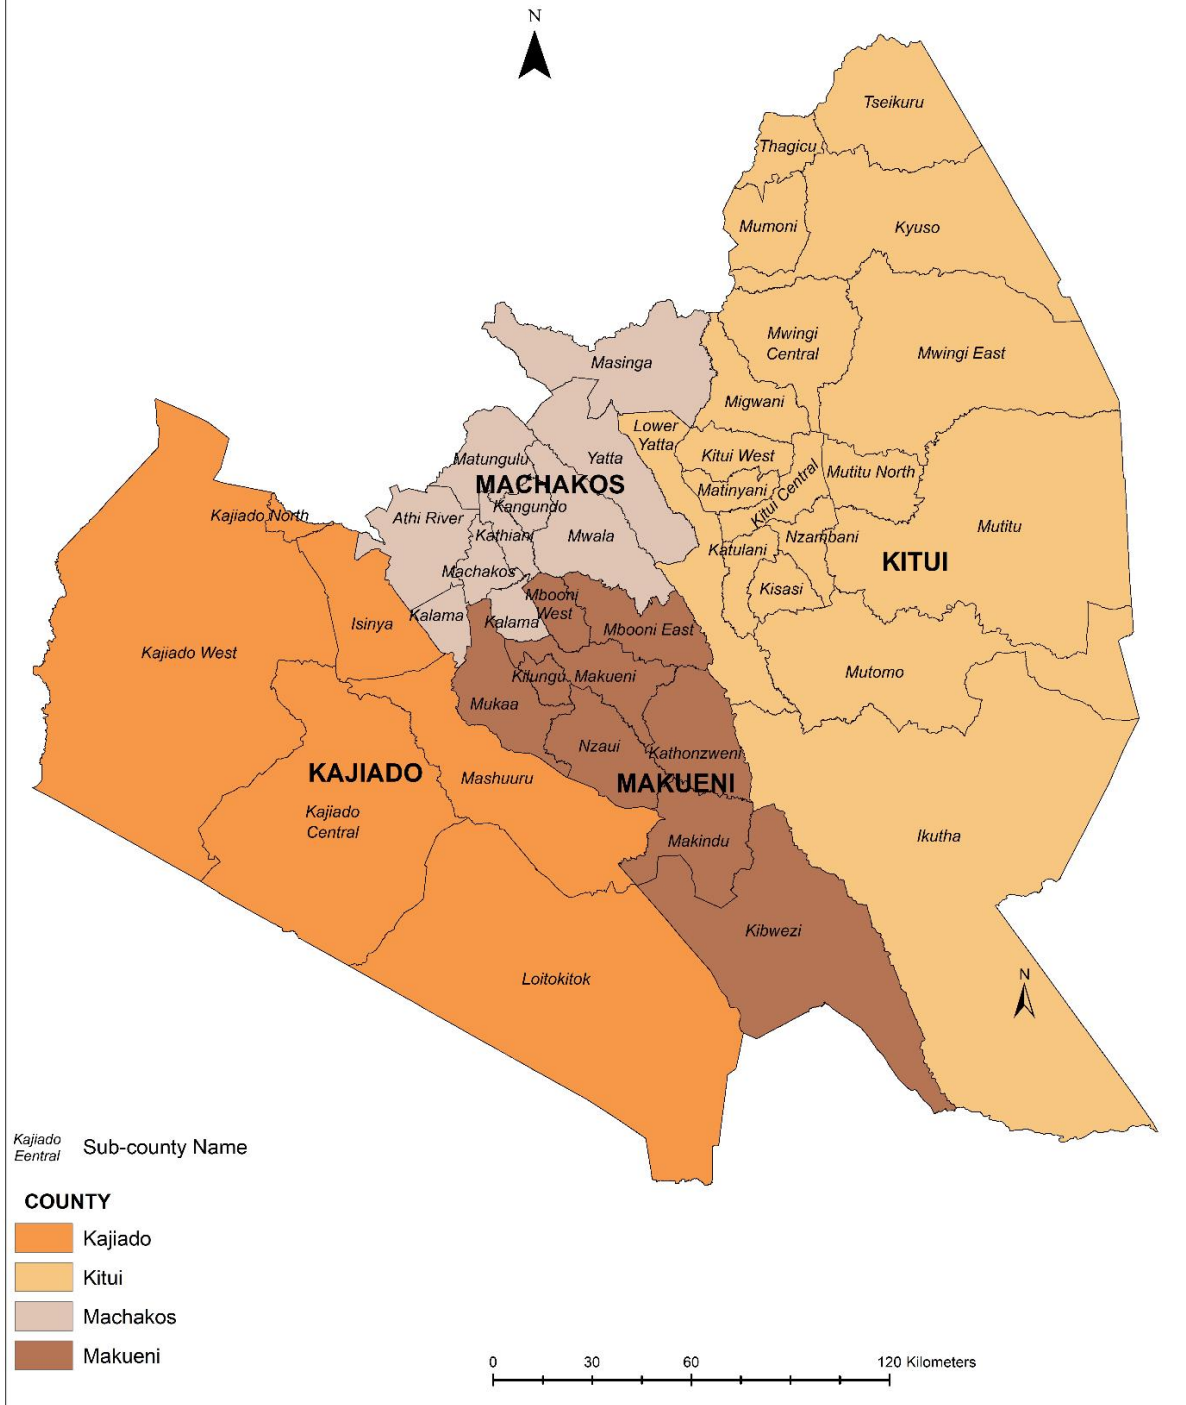 N
Tseikuru
Thagicu
Mumoni
Kyuso
Mwingi
Central
Mwingi East
Masinga
Migwani
Lower
Yatta
Kitui West
Mutitu North
Matungulu
Yatta
MACHAKOS
Matinyani
Kitui Central
Kangundo
Kajiado North
Athi River
Kathiani
Mwala
Mutitu
Nzambani
Katulani
KITUI
Machakos
Kisasi
Mbooni
West
Kalama
Kalama
Isinya
Mbooni East
Kajiado West
Kilungu
Makueni
Mutomo
Mukaa
Nzaui
Kathonzweni
KAJIADO
Mashuuru
MAKUENI
Kajiado
Central
Makindu
Ikutha
Kibwezi
Loitokitok
N
Kajiado
Eentral
Sub-county Name
COUNTY
Kajiado
Kitui
Machakos
Makueni
0 30 60 120 Kilometers